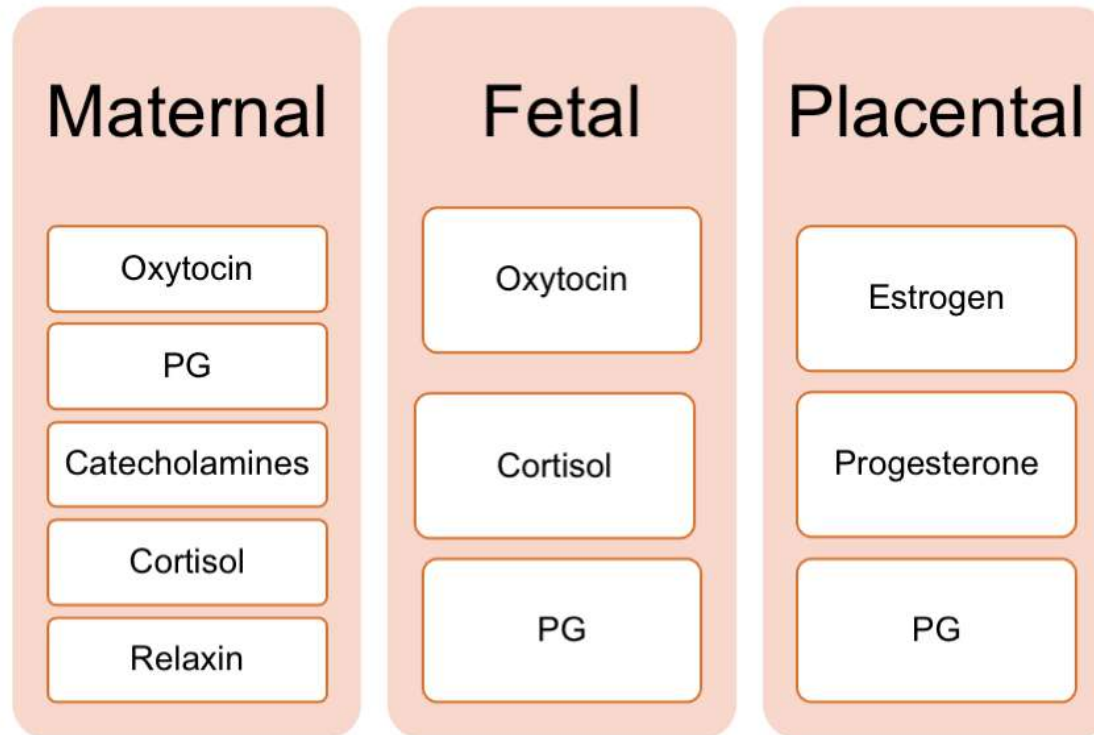 Maternal
Oxytocin
PG
Catecholamines
Cortisol
Relaxin
Fetal
Oxytocin
Cortisol
PG
Placental
Estrogen
Progesterone
PG